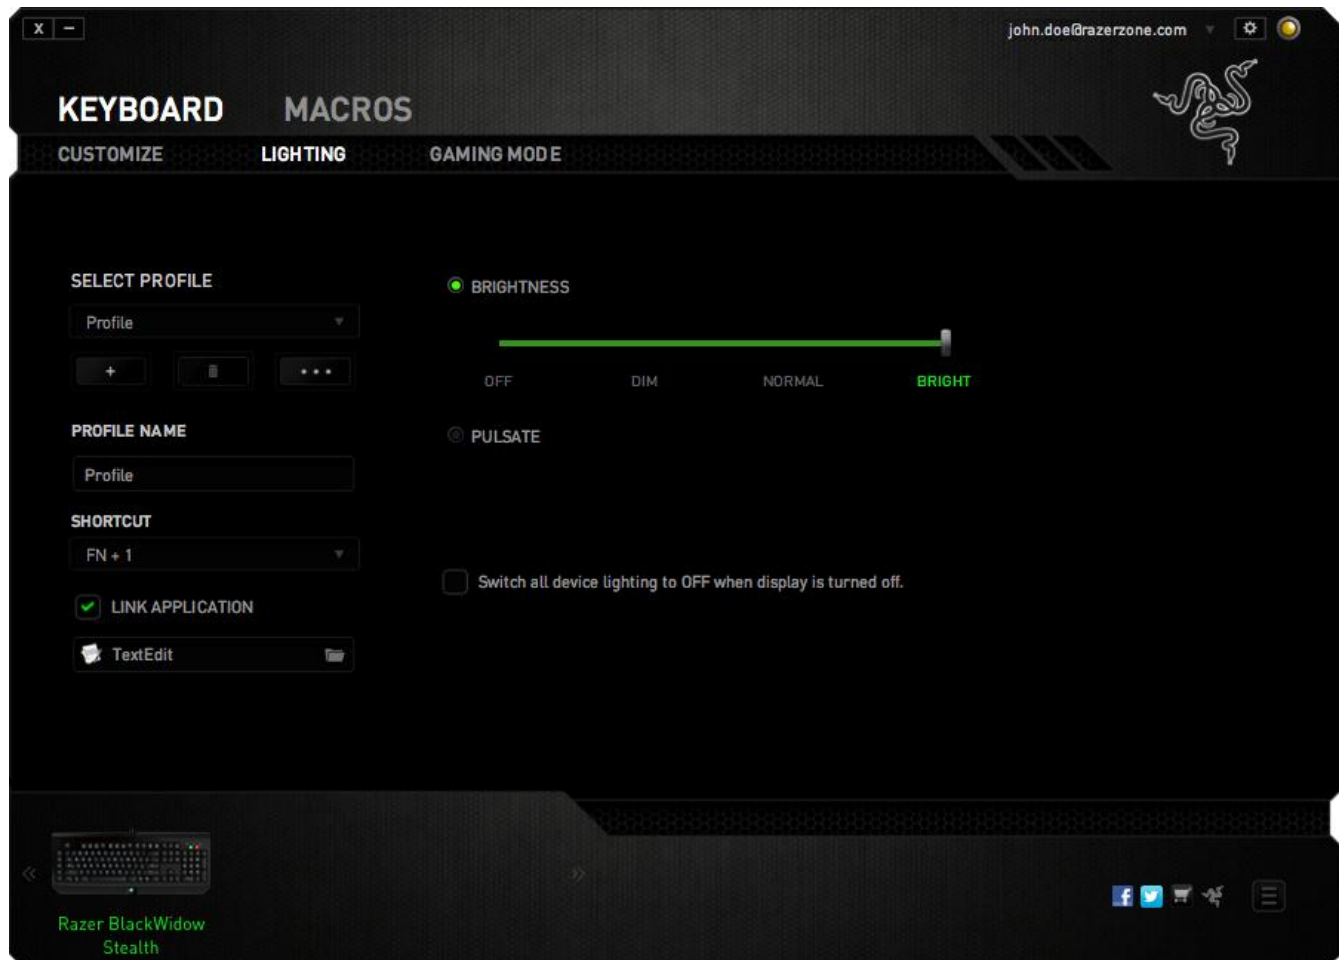 X –
john.doe@razerzone.com
KEYBOARD MACROS
CUSTOMIZE LIGHTING GAMING MODE
SELECT PROFILE
Profile
+ •••
PROFILE NAME
Profile
SHORTCUT
FN + 1
LINK APPLICATION
TextEdit
BRIGHTNESS
OFF DIM NORMAL BRIGHT
PULSATE
Switch all device lighting to OFF when display is turned off.
Razer BlackWidow
Stealth